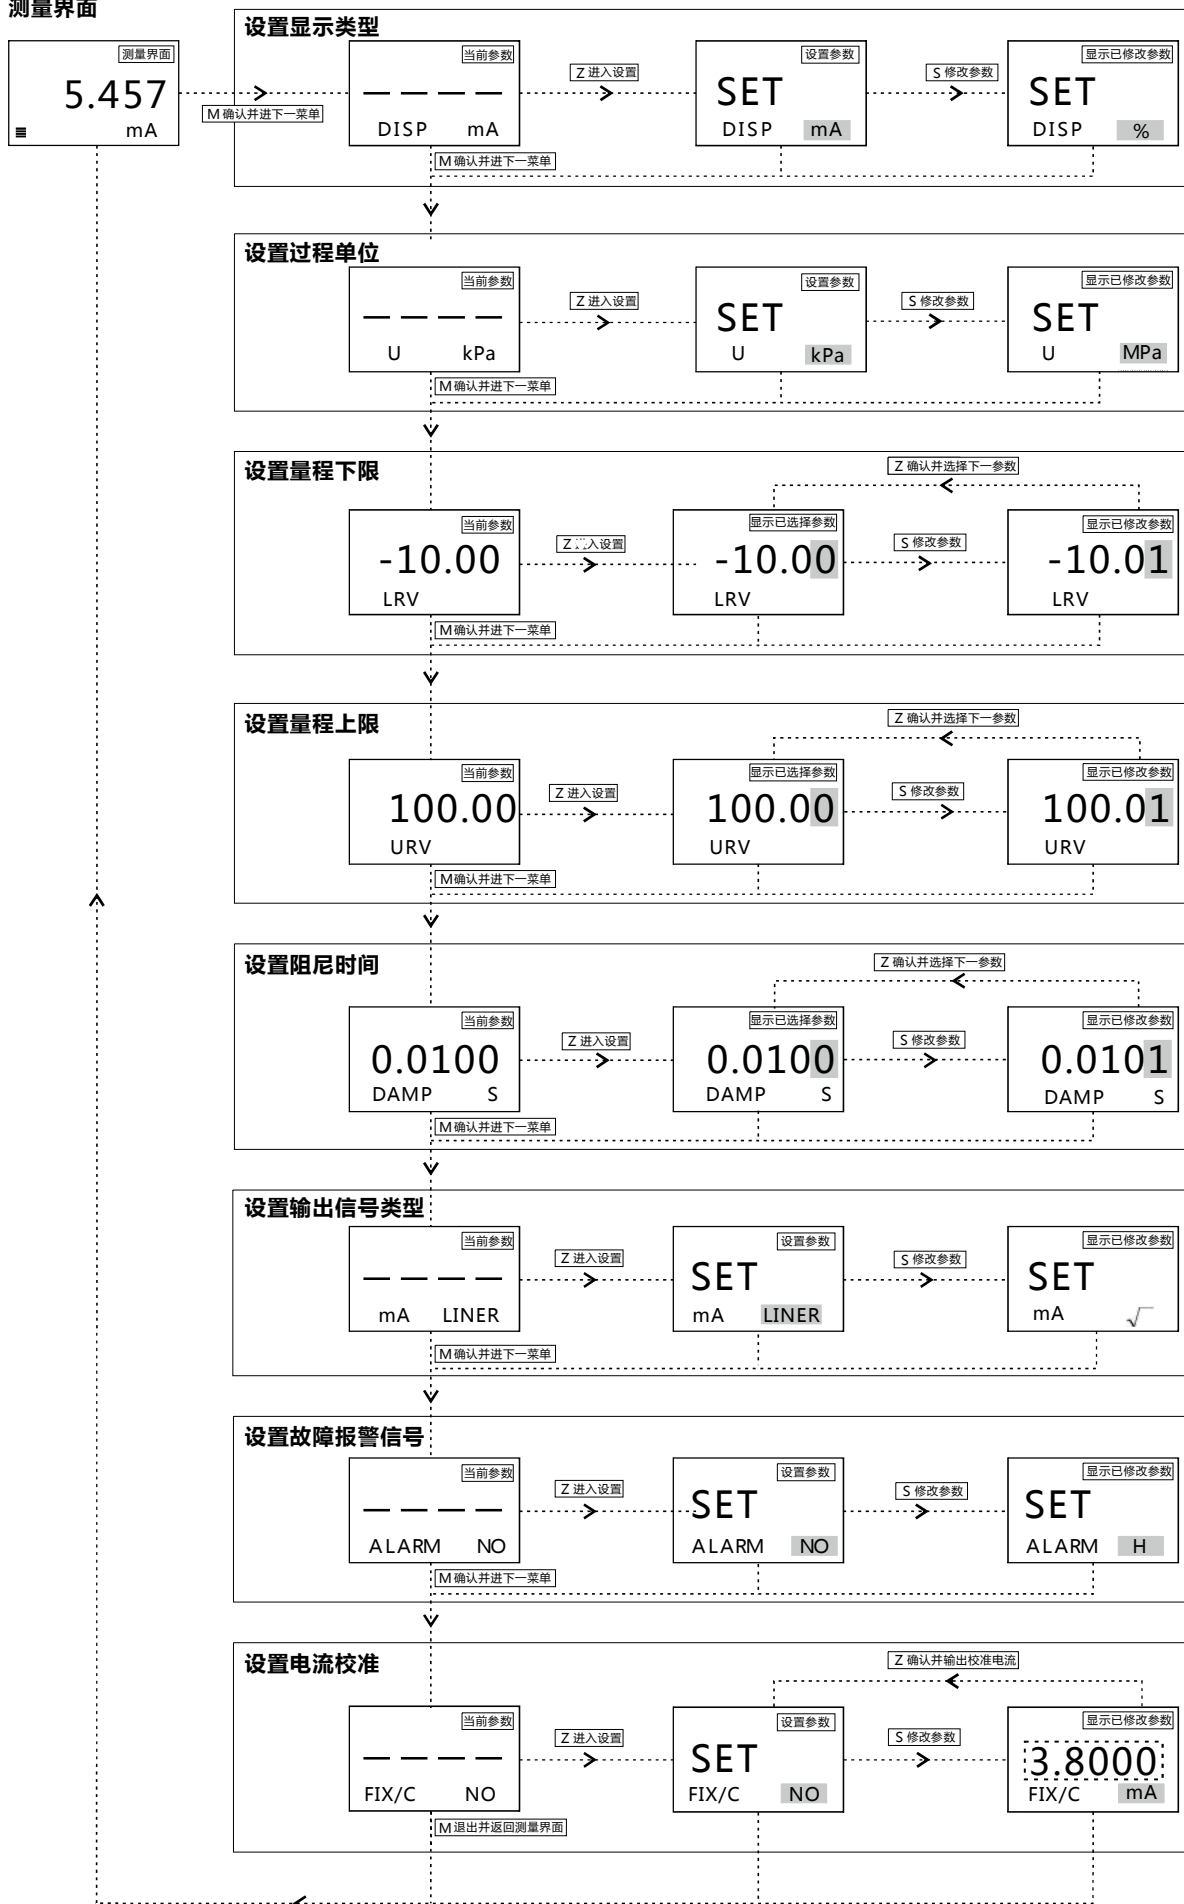 测量界面
测量界面
5.457
mA
M 确认并进下一菜单
设置显示类型
当前参数
— — — —
DISP mA
Z 进入设置
设置参数
SET
DISP mA
S 修改参数
显示已修改参数
SET
DISP %
M 确认并进下一菜单
设置过程单位
当前参数
— — — —
U kPa
Z 进入设置
设置参数
SET
U kPa
S 修改参数
显示已修改参数
SET
U MPa
M 确认并进下一菜单
设置量程下限
Z 确认并选择下一参数
当前参数
-10.00
LRV
Z 入设置
显示已选择参数
-10.00
LRV
S 修改参数
显示已修改参数
-10.01
LRV
M 确认并进下一菜单
设置量程上限
Z 确认并选择下一参数
当前参数
100.00
URV
Z 进入设置
显示已选择参数
100.00
URV
S 修改参数
显示已修改参数
100.01
URV
M 确认并进下一菜单
设置阻尼时间
Z 确认并选择下一参数
当前参数
0.0100
DAMP S
Z 进入设置
显示已选择参数
0.0100
DAMP S
S 修改参数
显示已修改参数
0.0101
DAMP S
M 确认并进下一菜单
设置输出信号类型
当前参数
— — — —
mA LINER
Z 进入设置
设置参数
SET
mA LINER
S 修改参数
显示已修改参数
SET
mA √
M 确认并进下一菜单
设置故障报警信号
当前参数
— — — —
ALARM NO
Z 进入设置
设置参数
SET
ALARM NO
S 修改参数
显示已修改参数
SET
ALARM H
M 确认并进下一菜单
设置电流校准
Z 确认并输出校准电流
当前参数
— — — —
FIX/C NO
Z 进入设置
设置参数
SET
FIX/C NO
S 修改参数
显示已修改参数
3.8000
FIX/C mA
M 退出并返回测量界面